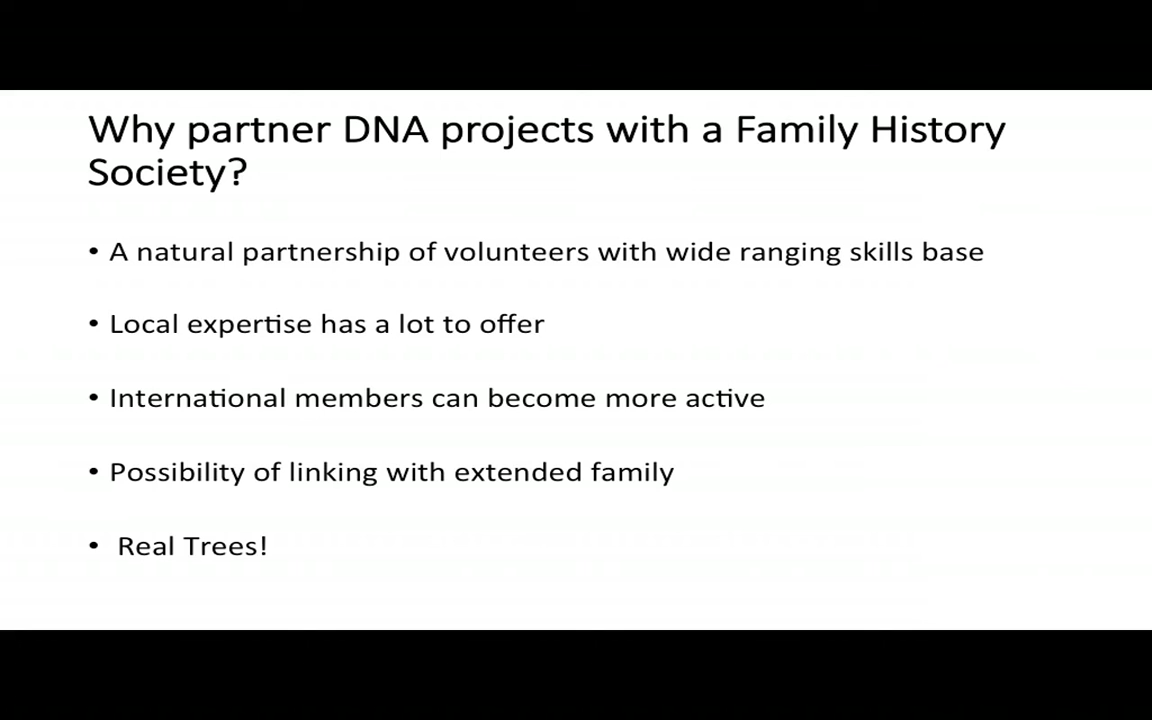 Why partner DNA projects with a Family History
Society?
• A natural partnership of volunteers with wide ranging skills base
• Local expertise has a lot to offer
• International members can become more active
• Possibility of linking with extended family
• Real Trees!